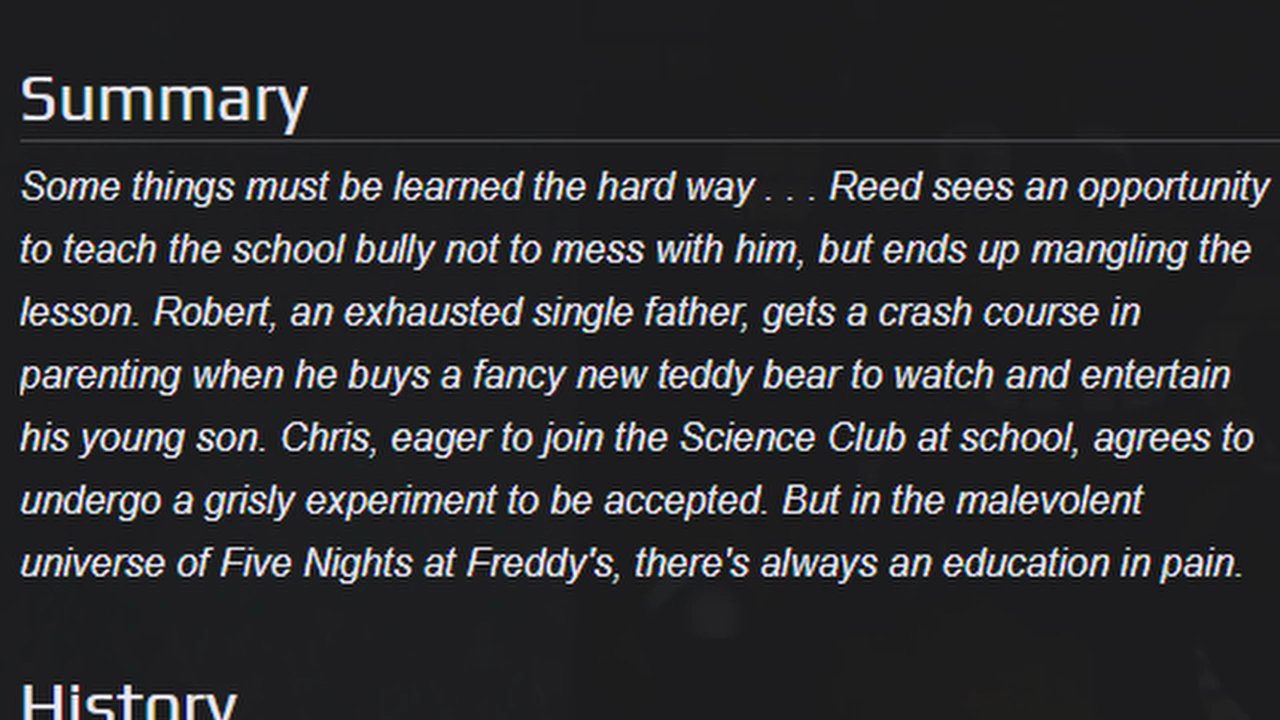 Summary
Some things must be learned the hard way . . . Reed sees an opportunity
to teach the school bully not to mess with him, but ends up mangling the
lesson. Robert, an exhausted single father, gets a crash course in
parenting when he buys a fancy new teddy bear to watch and entertain
his young son. Chris, eager to join the Science Club at school, agrees to
undergo a grisly experiment to be accepted. But in the malevolent
universe of Five Nights at Freddy's, there's always an education in pain.
History